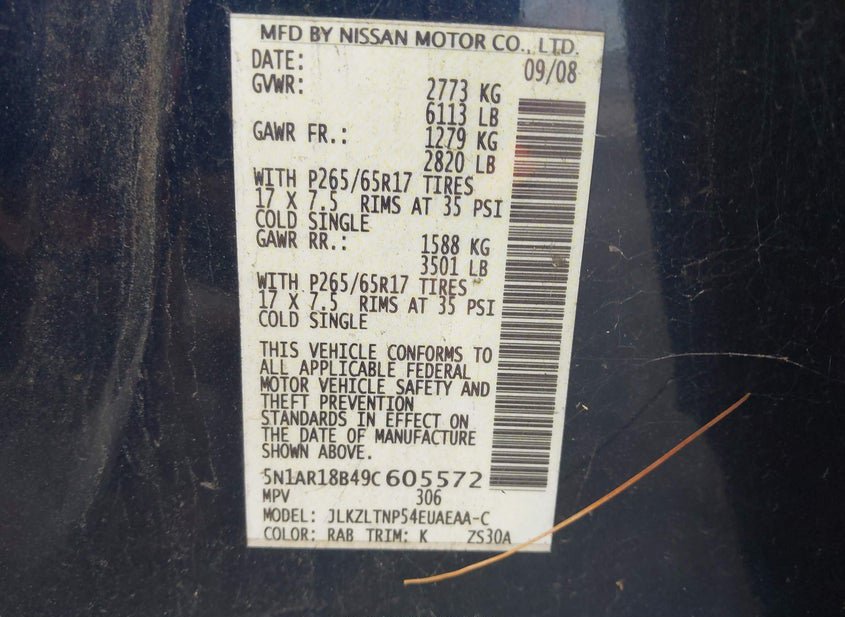 MFD BY NISSAN MOTOR CO., LTD.
DATE: 09/08
GVWR: 2773 KG
6113 LB
GAWR FR.: 1279 KG
2820 LB
WITH P265/65R17 TIRES
17 X 7.5 RIMS AT 35 PSI
COLD SINGLE
GAWR RR.: 1588 KG
3501 LB
WITH P265/65R17 TIRES
17 X 7.5 RIMS AT 35 PSI
COLD SINGLE
THIS VEHICLE CONFORMS TO
ALL APPLICABLE FEDERAL
MOTOR VEHICLE SAFETY AND
THEFT PREVENTION
STANDARDS IN EFFECT ON
THE DATE OF MANUFACTURE
SHOWN ABOVE.
5N1AR18B49C605572
MPV 306
MODEL: JLKZLTNP54EUAEAA-C
COLOR: RAB TRIM: K ZS30A